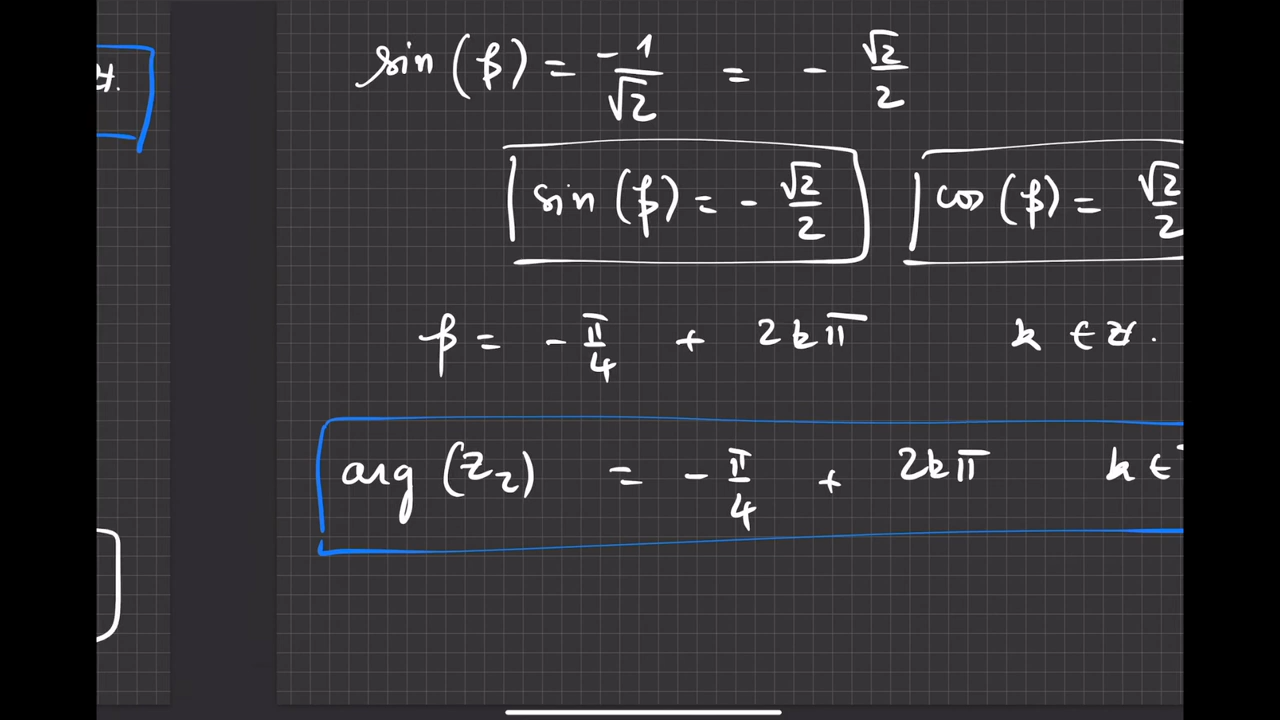 ℤ.
sin (β) = -1/√2 = - √2/2
sin (β) = - √2/2 cos (β) = √2/2
β = - π/4 + 2kπ k ∈ ℤ.
arg (z₂) = - π/4 + 2kπ k ∈